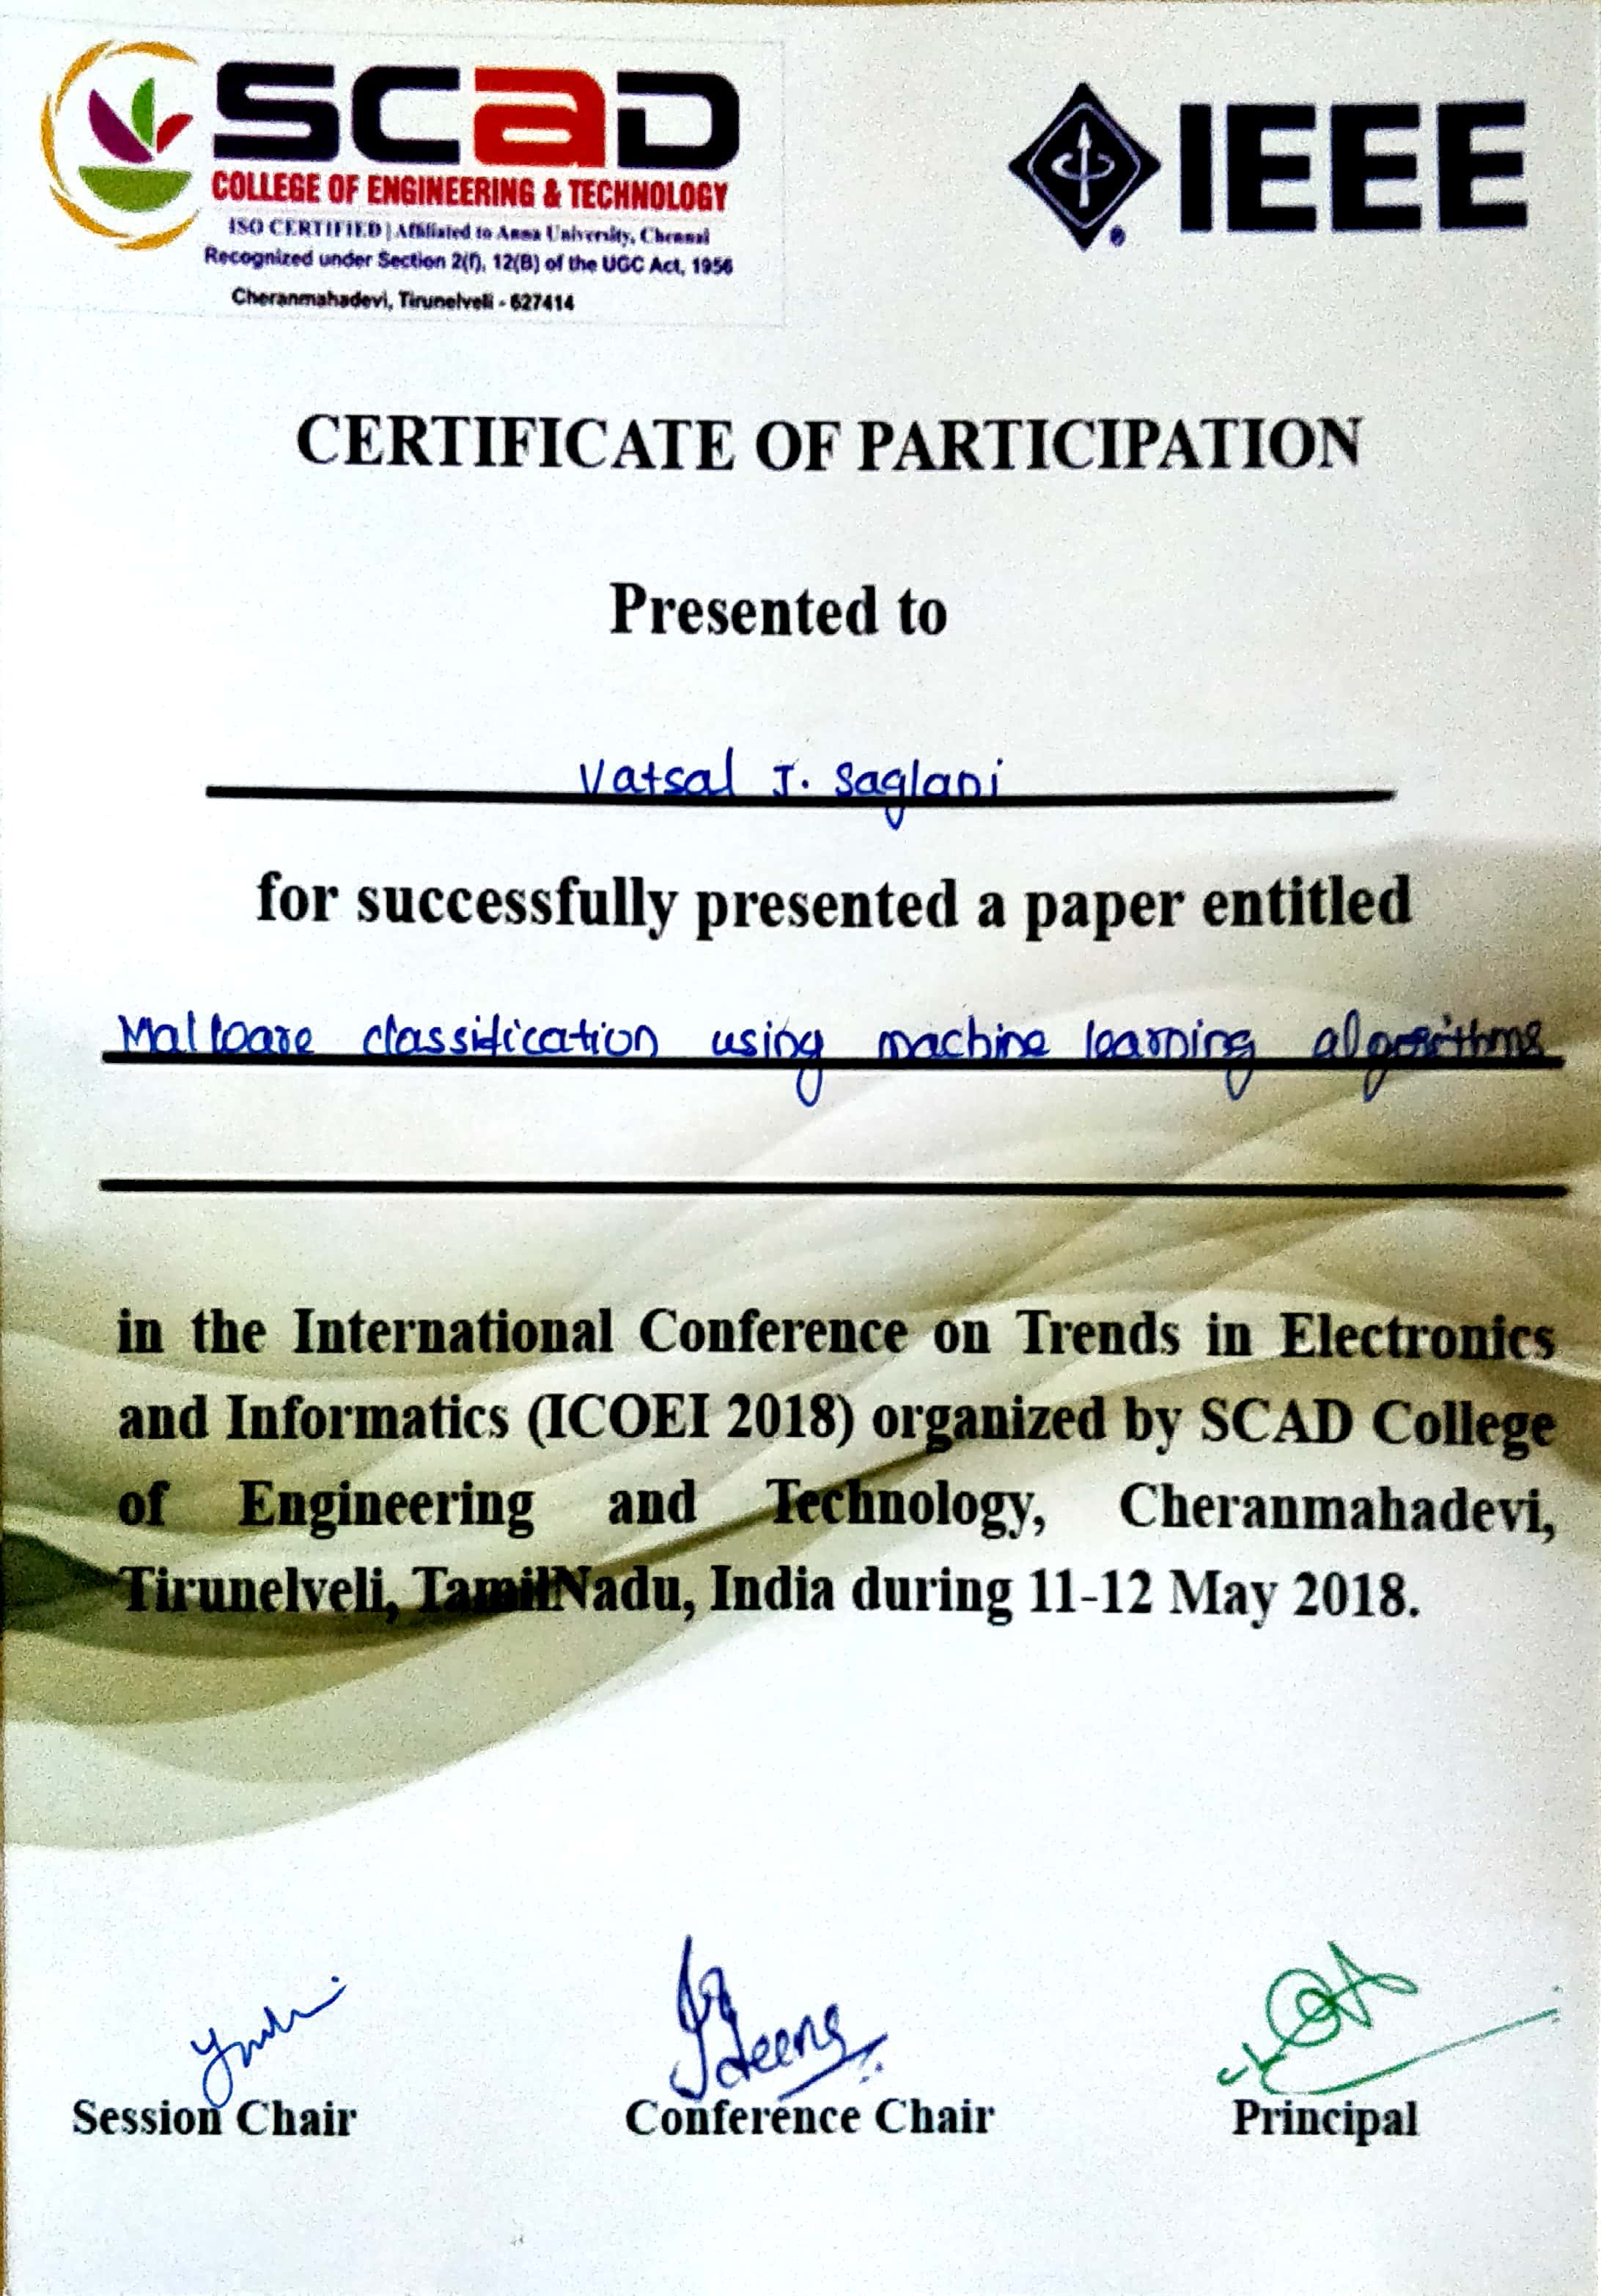 SCAD
COLLEGE OF ENGINEERING & TECHNOLOGY
ISO CERTIFIED | Affiliated to Anna University, Chennai
Recognized under Section 2(f), 12(B) of the UGC Act, 1956
Cheranmahadevi, Tirunelveli - 627414
IEEE
CERTIFICATE OF PARTICIPATION
Presented to
Vatsal J. Saglani
for successfully presented a paper entitled
Malware classification using machine learning algorithms
in the International Conference on Trends in Electronics
and Informatics (ICOEI 2018) organized by SCAD College
of Engineering and Technology, Cheranmahadevi,
Tirunelveli, TamilNadu, India during 11-12 May 2018.
Session Chair
Conference Chair
Principal